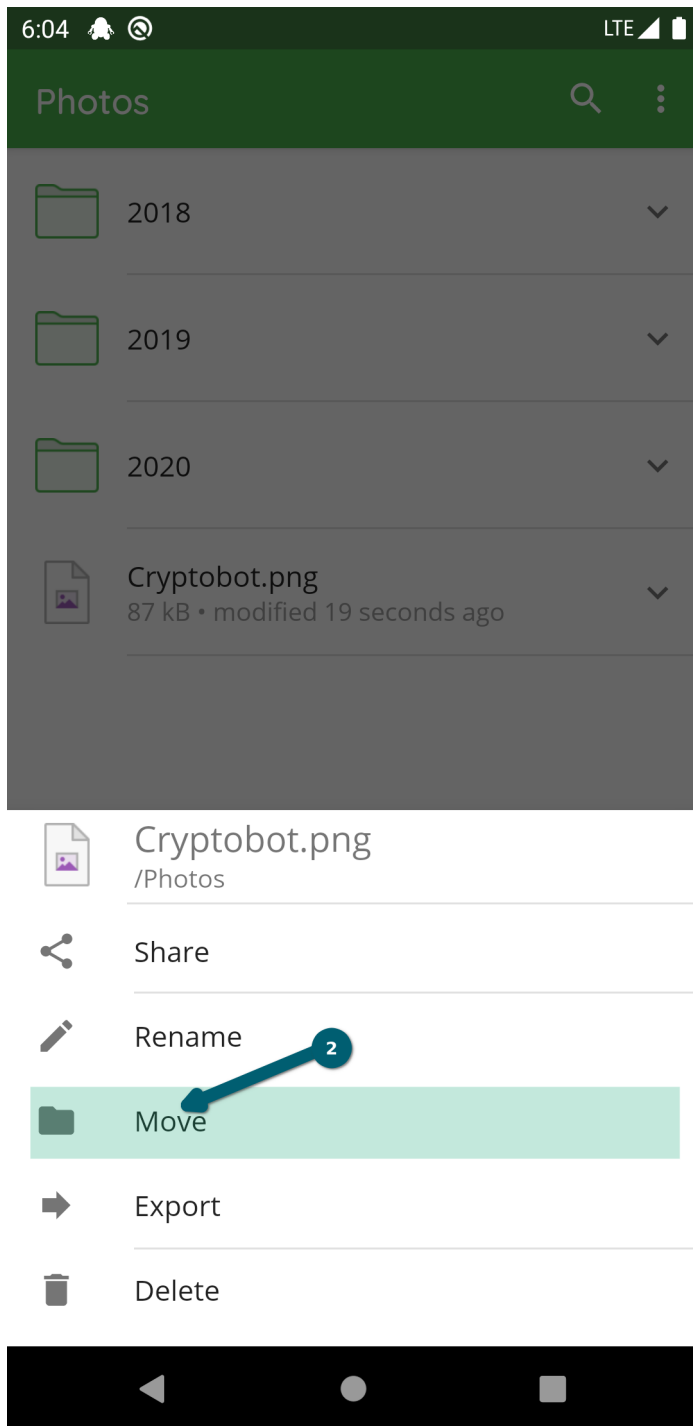 6:04 LTE
Photos
2018
2019
2020
Cryptobot.png
87 kB • modified 19 seconds ago
Cryptobot.png
/Photos
Share
Rename
2
Move
Export
Delete